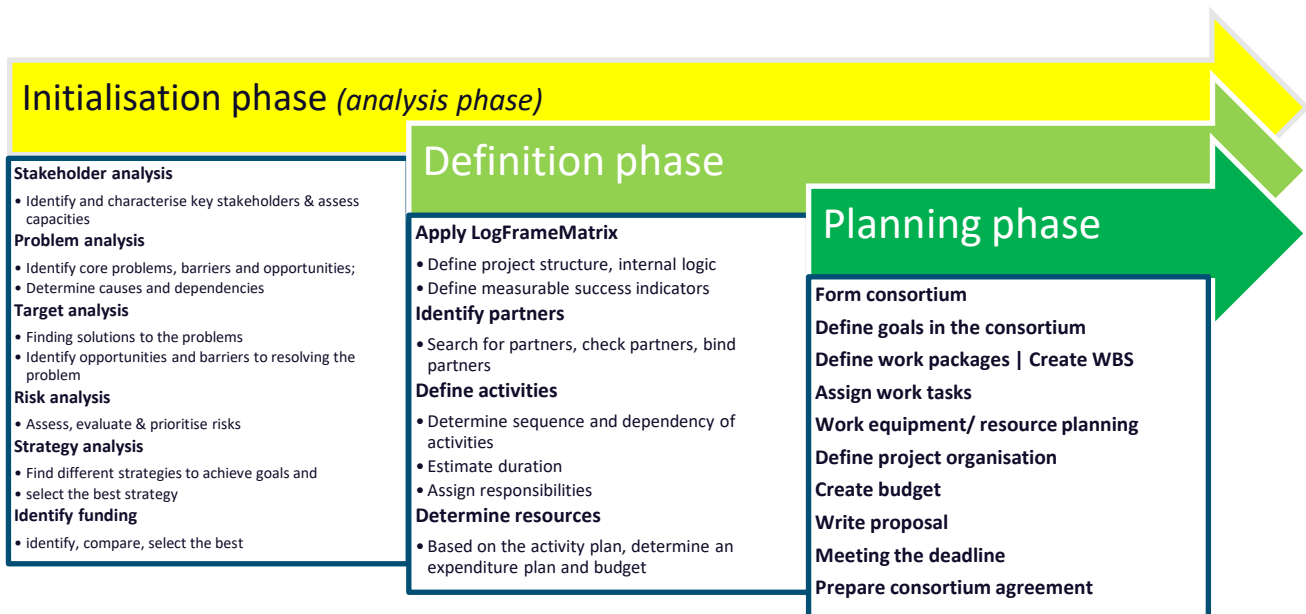 Initialisation phase (analysis phase)
Stakeholder analysis
• Identify and characterise key stakeholders & assess
capacities
Problem analysis
• Identify core problems, barriers and opportunities;
• Determine causes and dependencies
Target analysis
• Finding solutions to the problems
• Identify opportunities and barriers to resolving the
problem
Risk analysis
• Assess, evaluate & prioritise risks
Strategy analysis
• Find different strategies to achieve goals and
• select the best strategy
Identify funding
• identify, compare, select the best
Definition phase
Apply LogFrameMatrix
• Define project structure, internal logic
• Define measurable success indicators
Identify partners
• Search for partners, check partners, bind
partners
Define activities
• Determine sequence and dependency of
activities
• Estimate duration
• Assign responsibilities
Determine resources
• Based on the activity plan, determine an
expenditure plan and budget
Planning phase
Form consortium
Define goals in the consortium
Define work packages | Create WBS
Assign work tasks
Work equipment/ resource planning
Define project organisation
Create budget
Write proposal
Meeting the deadline
Prepare consortium agreement